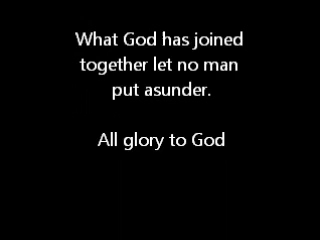 What God has joined
together let no man
put asunder.
All glory to God